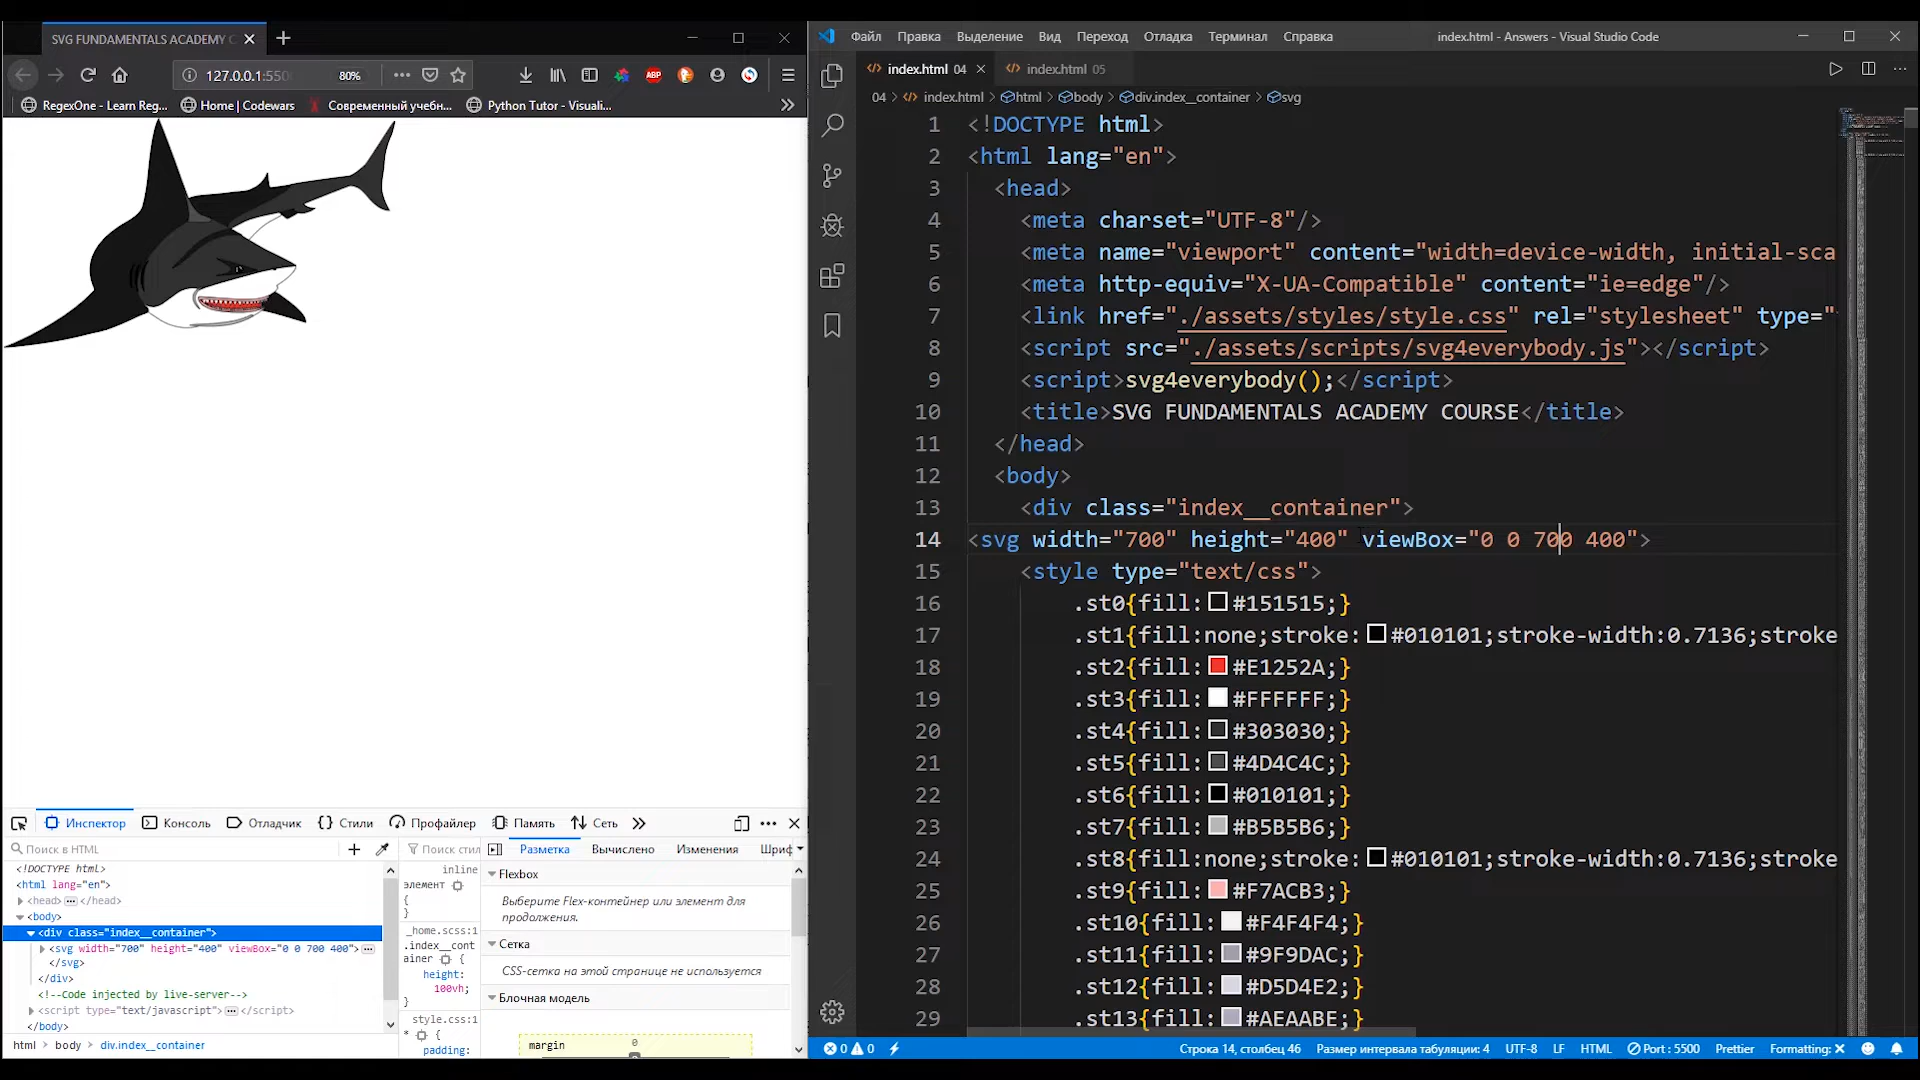 SVG FUNDAMENTALS ACADEMY C
127.0.0.1:550
80%
ABP
RegexOne - Learn Reg...
Home | Codewars
Современный учебн...
Python Tutor - Visuali...
Файл Правка Выделение Вид Переход Отладка Терминал Справка
index.html - Answers - Visual Studio Code
index.html 04
index.html 05
04 > index.html > html > body > div.index__container > svg
1 <!DOCTYPE html>
2 <html lang="en">
3 <head>
4 <meta charset="UTF-8"/>
5 <meta name="viewport" content="width=device-width, initial-sca
6 <meta http-equiv="X-UA-Compatible" content="ie=edge"/>
7 <link href="./assets/styles/style.css" rel="stylesheet" type="
8 <script src="./assets/scripts/svg4everybody.js"></script>
9 <script>svg4everybody();</script>
10 <title>SVG FUNDAMENTALS ACADEMY COURSE</title>
11 </head>
12 <body>
13 <div class="index__container">
14 <svg width="700" height="400" viewBox="0 0 700 400">
15 <style type="text/css">
16 .st0{fill:#151515;}
17 .st1{fill:none;stroke:#010101;stroke-width:0.7136;stroke
18 .st2{fill:#E1252A;}
19 .st3{fill:#FFFFFF;}
20 .st4{fill:#303030;}
21 .st5{fill:#4D4C4C;}
22 .st6{fill:#010101;}
23 .st7{fill:#B5B5B6;}
24 .st8{fill:none;stroke:#010101;stroke-width:0.7136;stroke
25 .st9{fill:#F7ACB3;}
26 .st10{fill:#F4F4F4;}
27 .st11{fill:#9F9DAC;}
28 .st12{fill:#D5D4E2;}
29 .st13{fill:#AEAABE;}
Инспектор Консоль Отладчик Стили Профайлер Память Сеть
Поиск в HTML
<!DOCTYPE html>
<html lang="en">
<head> </head>
<body>
<div class="index__container">
<svg width="700" height="400" viewBox="0 0 700 400">
</svg>
</div>
<!--Code injected by live-server-->
<script type="text/javascript"> </script>
</body>
html > body > div.index__container
Поиск стил
inline
элемент
{
}
_home.scss:1
.index__cont
ainer {
height:
100vh;
}
style.css:1
* {
padding:
Разметка Вычислено Изменения Шриф
Flexbox
Выберите Flex-контейнер или элемент для
продолжения.
Сетка
CSS-сетка на этой странице не используется
Блочная модель
margin
0
0 0
Строка 14, столбец 46 Размер интервала табуляции: 4 UTF-8 LF HTML Port : 5500 Prettier Formatting: